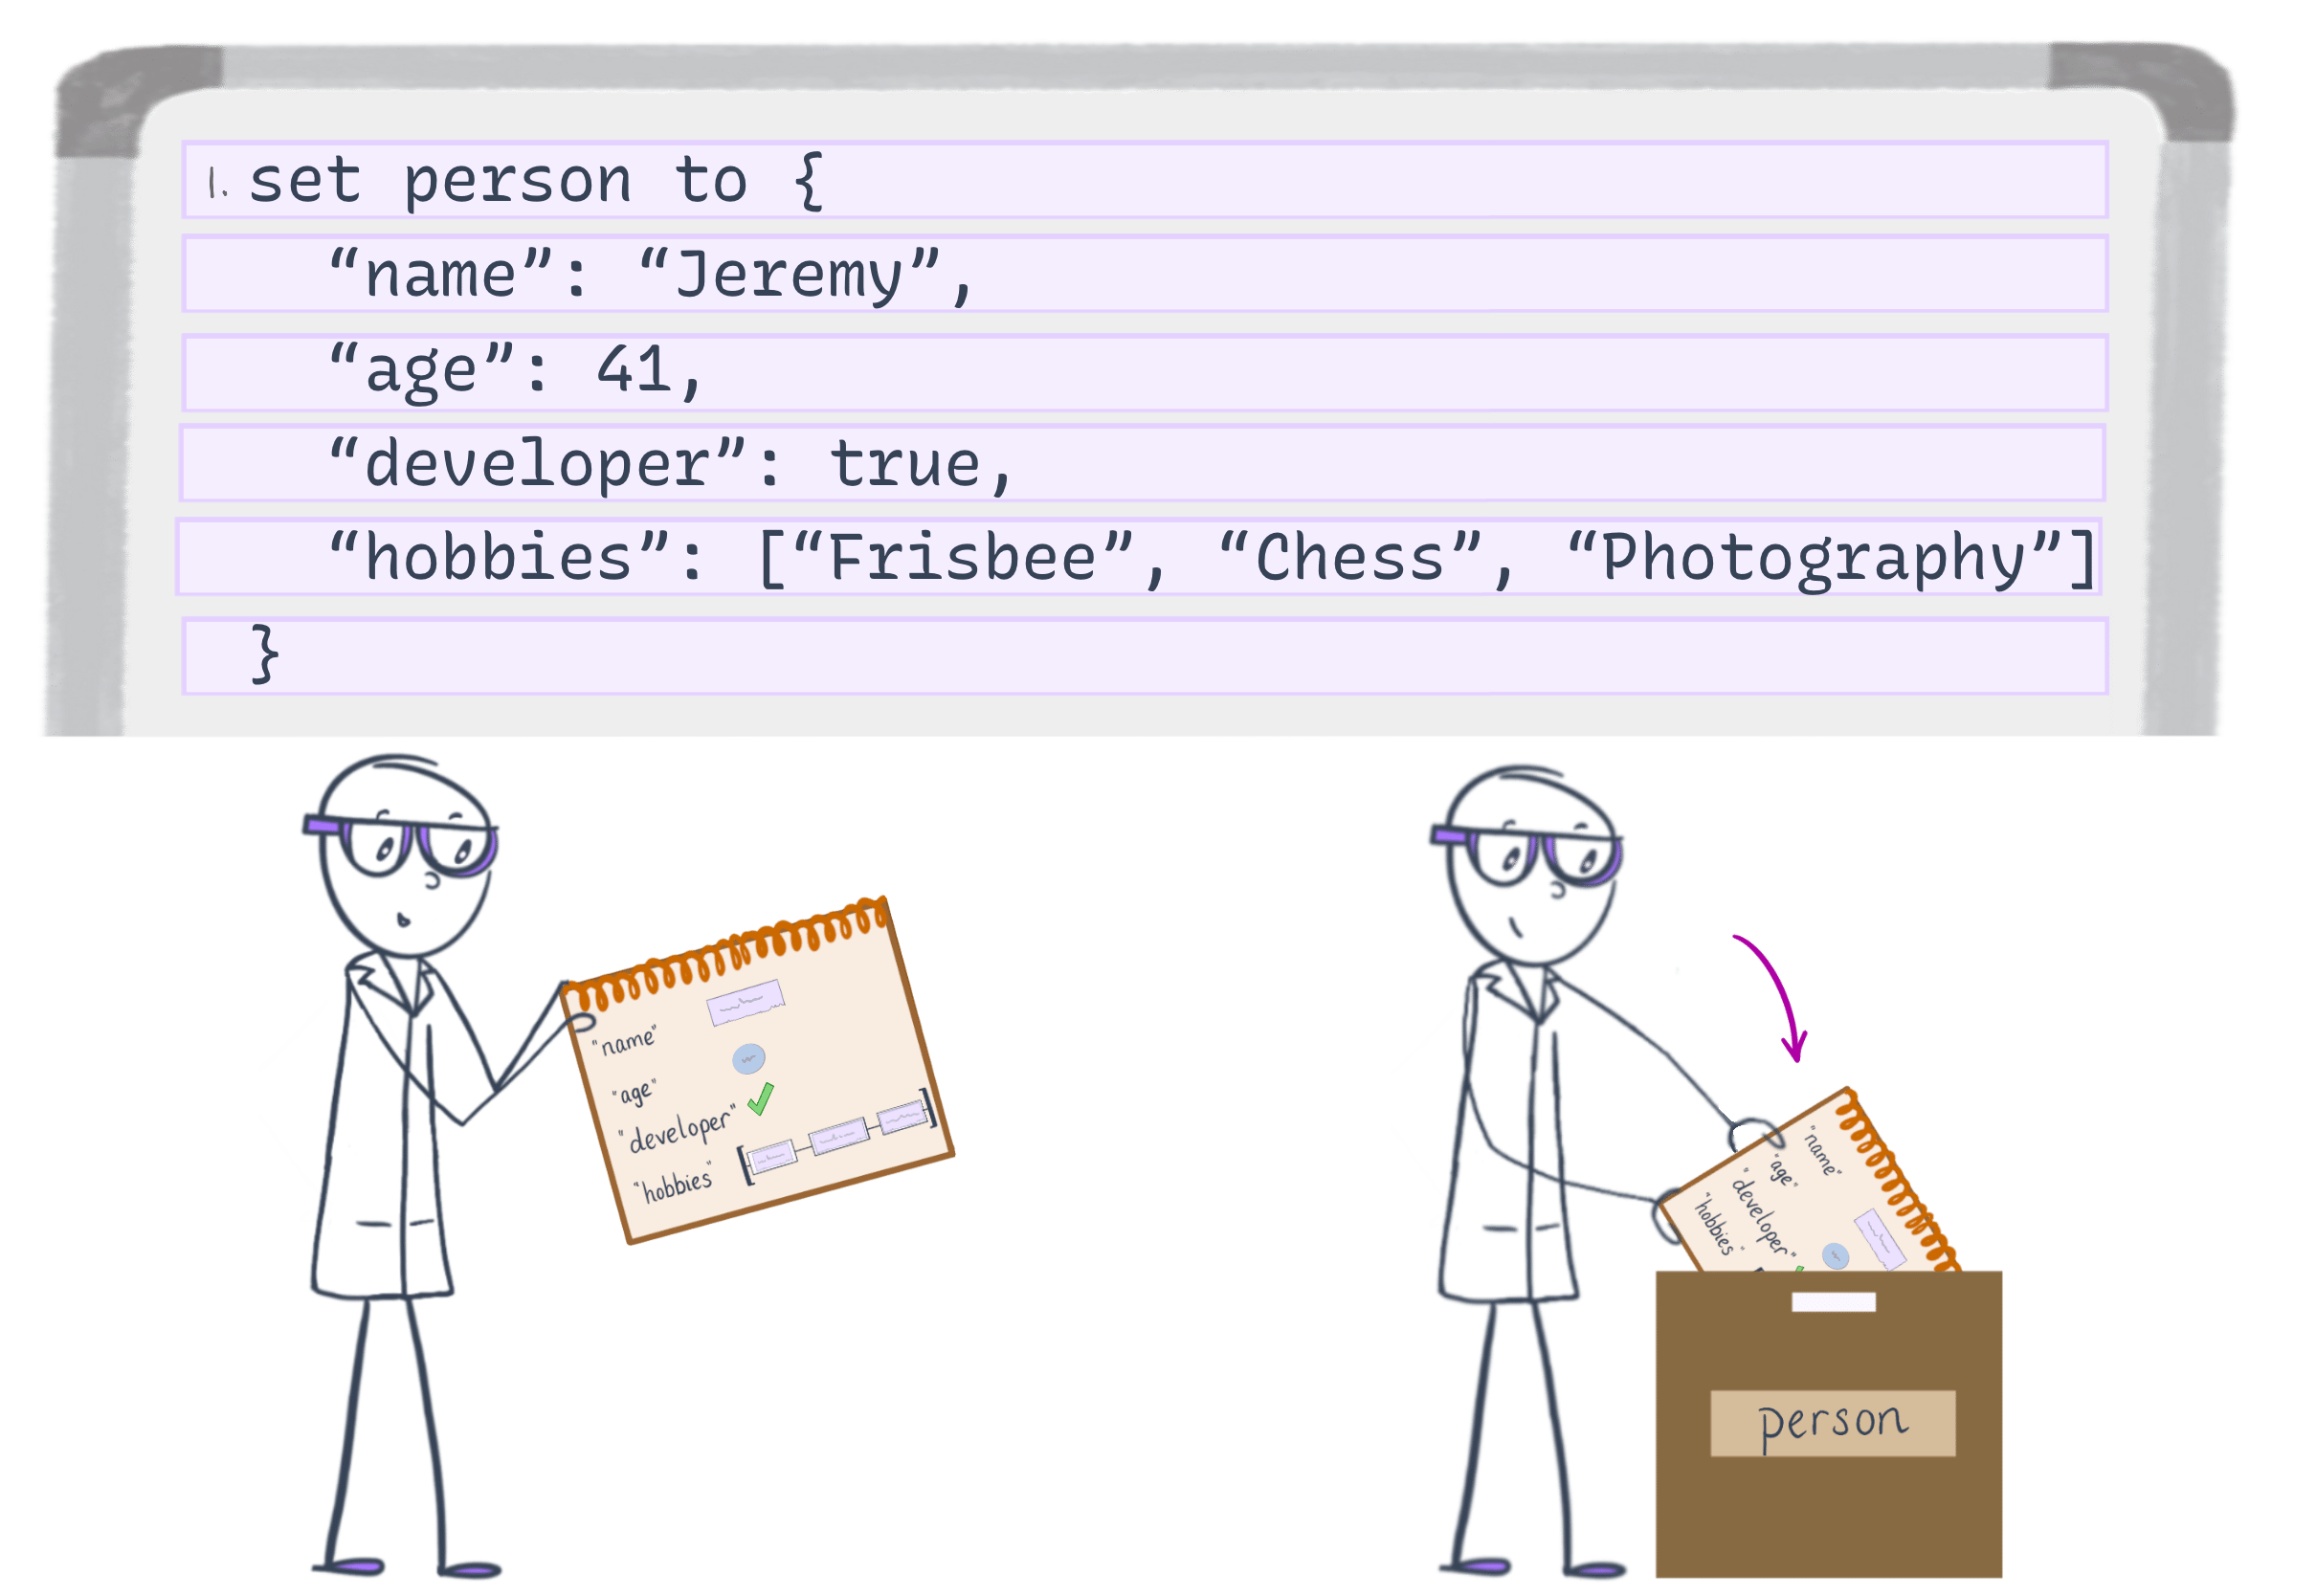 1. set person to {
“name”: “Jeremy”,
“age”: 41,
“developer”: true,
“hobbies”: [“Frisbee”, “Chess”, “Photography”]
}
"name"
"age"
"developer"
"hobbies"
"name"
"age"
"developer"
"hobbies"
person